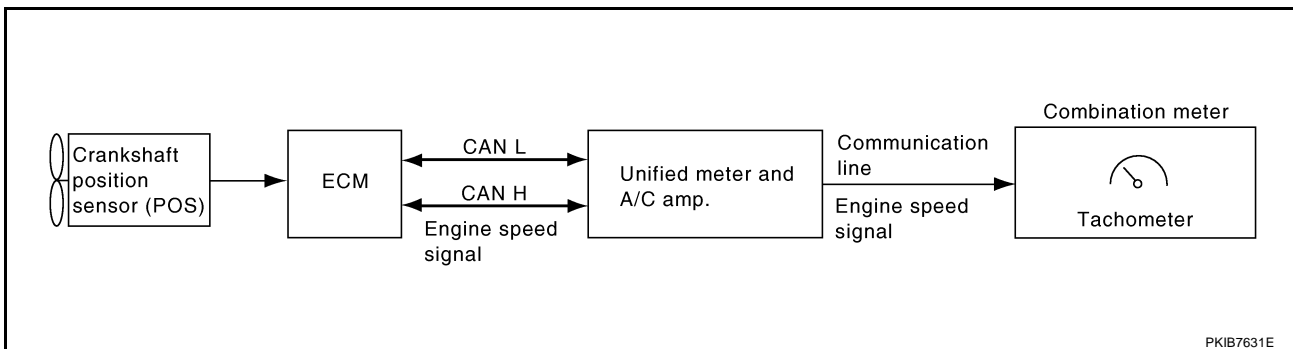 Crankshaft
position
sensor (POS)
ECM
CAN L
CAN H
Engine speed
signal
Unified meter and
A/C amp.
Communication
line
Engine speed
signal
Combination meter
Tachometer
PKIB7631E